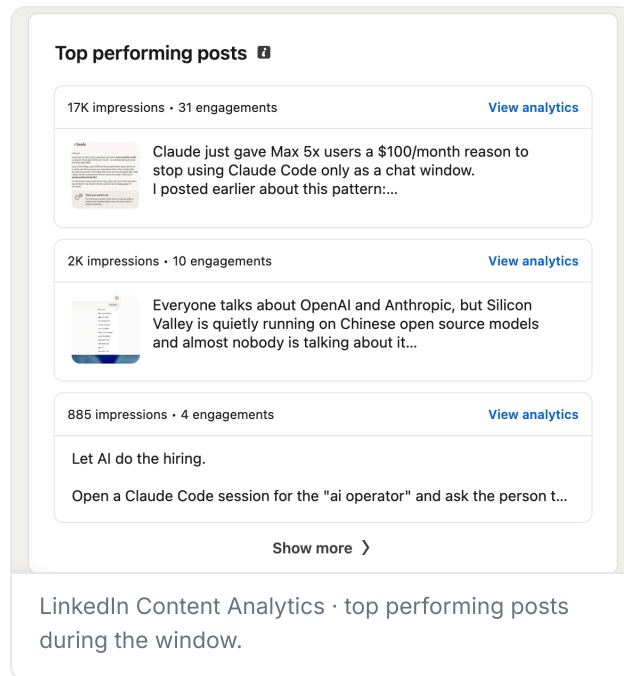 Top performing posts
17K impressions • 31 engagements
View analytics
Claude just gave Max 5x users a $100/month reason to
stop using Claude Code only as a chat window.
I posted earlier about this pattern:...
2K impressions • 10 engagements
View analytics
Everyone talks about OpenAI and Anthropic, but Silicon
Valley is quietly running on Chinese open source models
and almost nobody is talking about it...
885 impressions • 4 engagements
View analytics
Let AI do the hiring.
Open a Claude Code session for the "ai operator" and ask the person t...
Show more
LinkedIn Content Analytics · top performing posts
during the window.